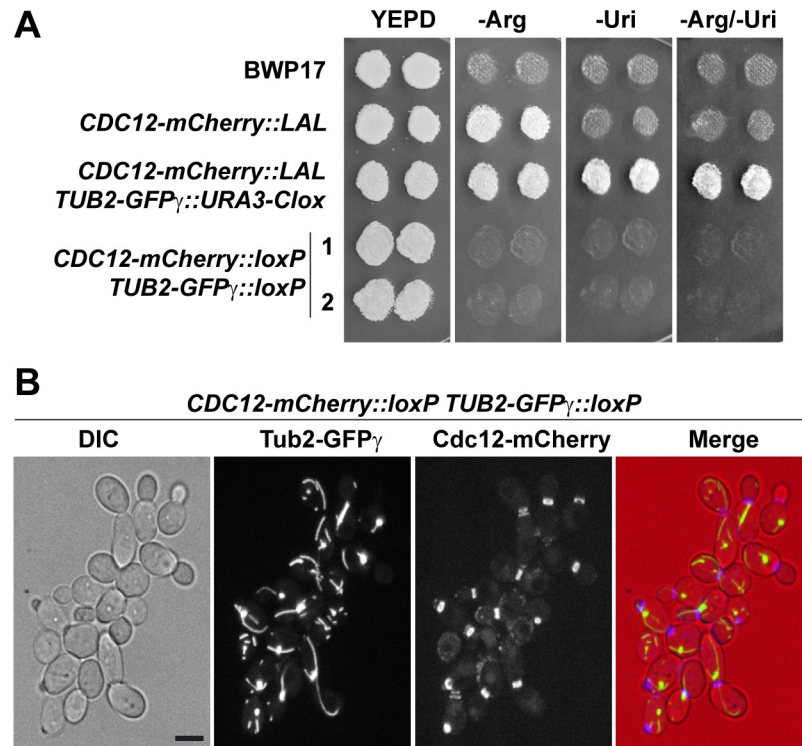 A
YEPD -Arg -Uri -Arg/-Uri
BWP17
CDC12-mCherry::LAL
CDC12-mCherry::LAL
TUB2-GFPγ::URA3-Clox
CDC12-mCherry::loxP
TUB2-GFPγ::loxP
1
2
B
CDC12-mCherry::loxP TUB2-GFPγ::loxP
DIC Tub2-GFPγ Cdc12-mCherry Merge